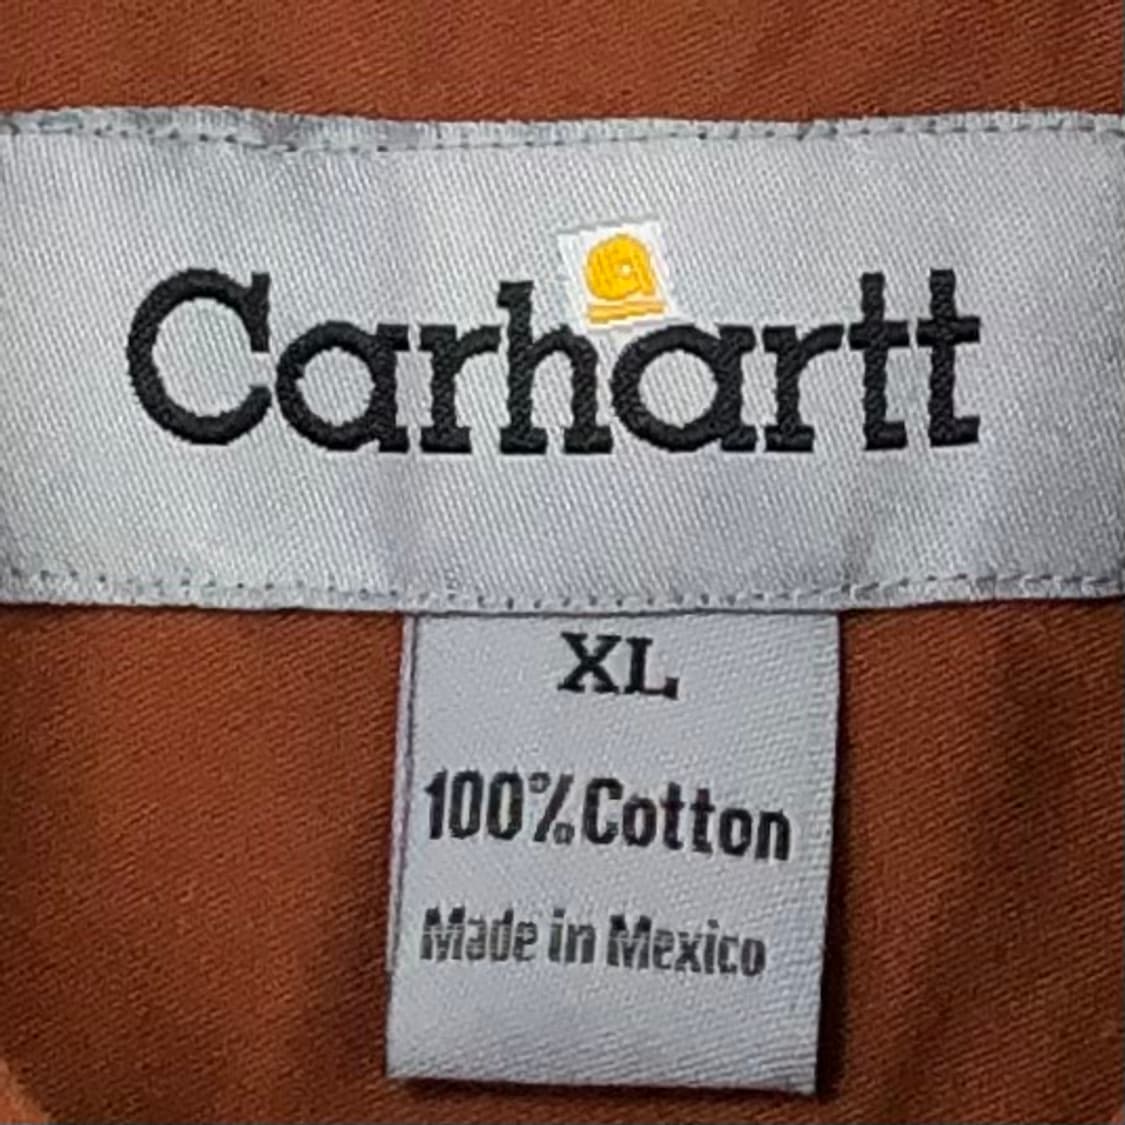 Carhartt
XL
100% Cotton
Made in Mexico